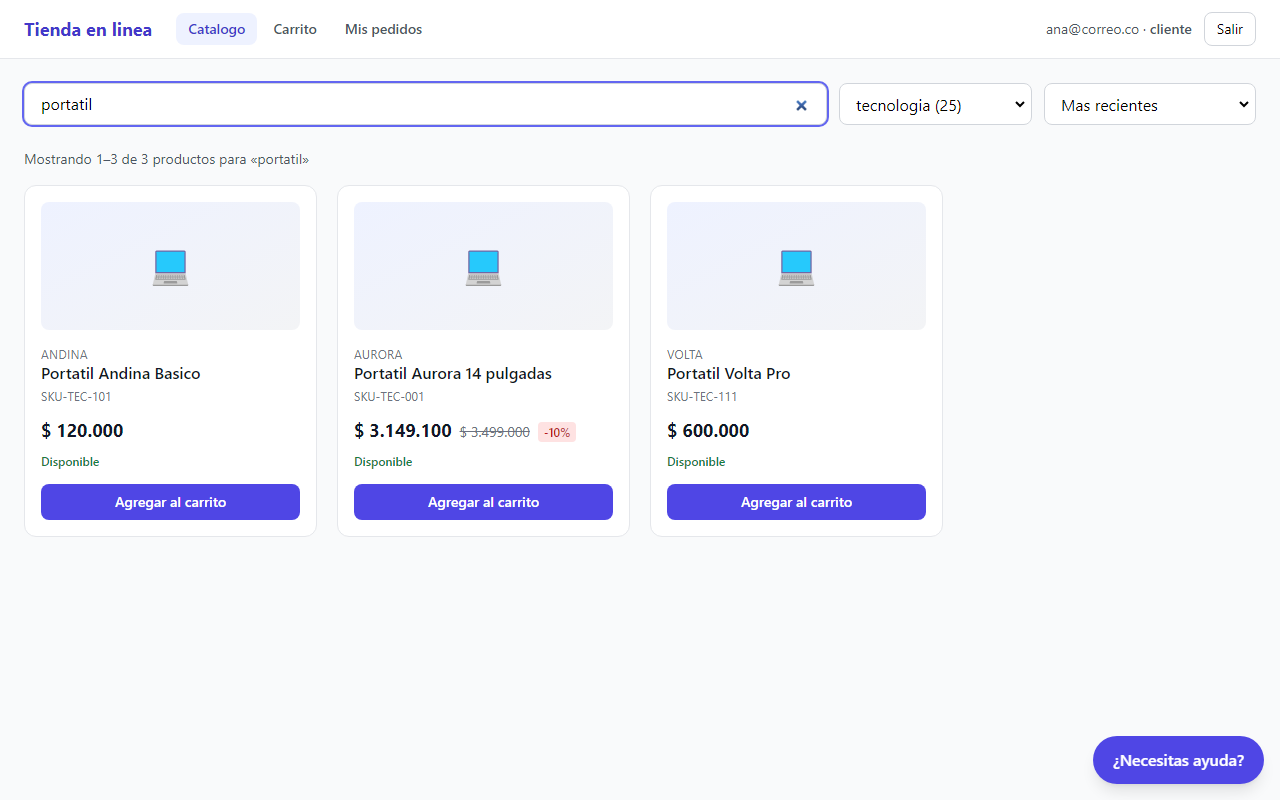 Tienda en linea Catalogo Carrito Mis pedidos ana@correo.co · cliente Salir
portatil tecnologia (25) Mas recientes
Mostrando 1–3 de 3 productos para «portatil»
ANDINA
Portatil Andina Basico
SKU-TEC-101
$ 120.000
Disponible
Agregar al carrito
AURORA
Portatil Aurora 14 pulgadas
SKU-TEC-001
$ 3.149.100 $ 3.499.000 -10%
Disponible
Agregar al carrito
VOLTA
Portatil Volta Pro
SKU-TEC-111
$ 600.000
Disponible
Agregar al carrito
¿Necesitas ayuda?